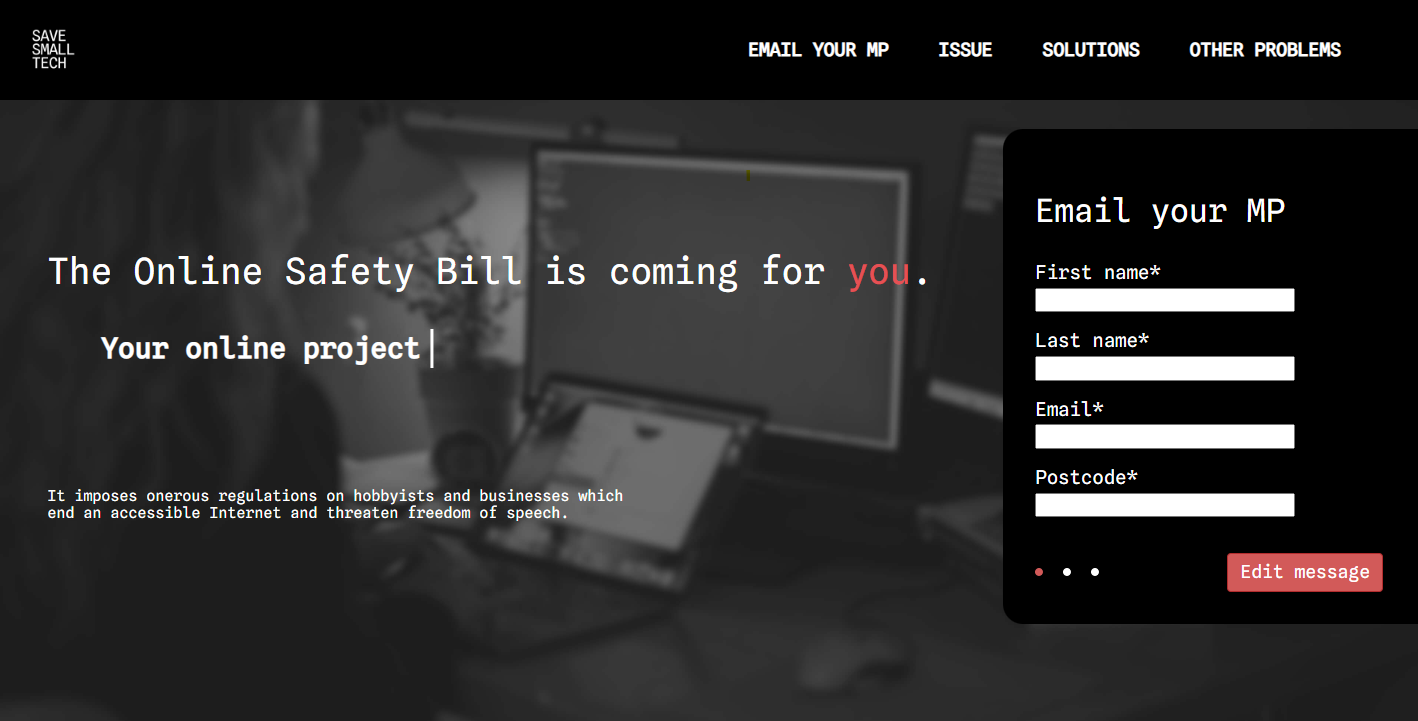 SAVE
SMALL
TECH
EMAIL YOUR MP
ISSUE
SOLUTIONS
OTHER PROBLEMS
The Online Safety Bill is coming for you.
Your online project
It imposes onerous regulations on hobbyists and businesses which
end an accessible Internet and threaten freedom of speech.
Email your MP
First name*
Last name*
Email*
Postcode*
Edit message